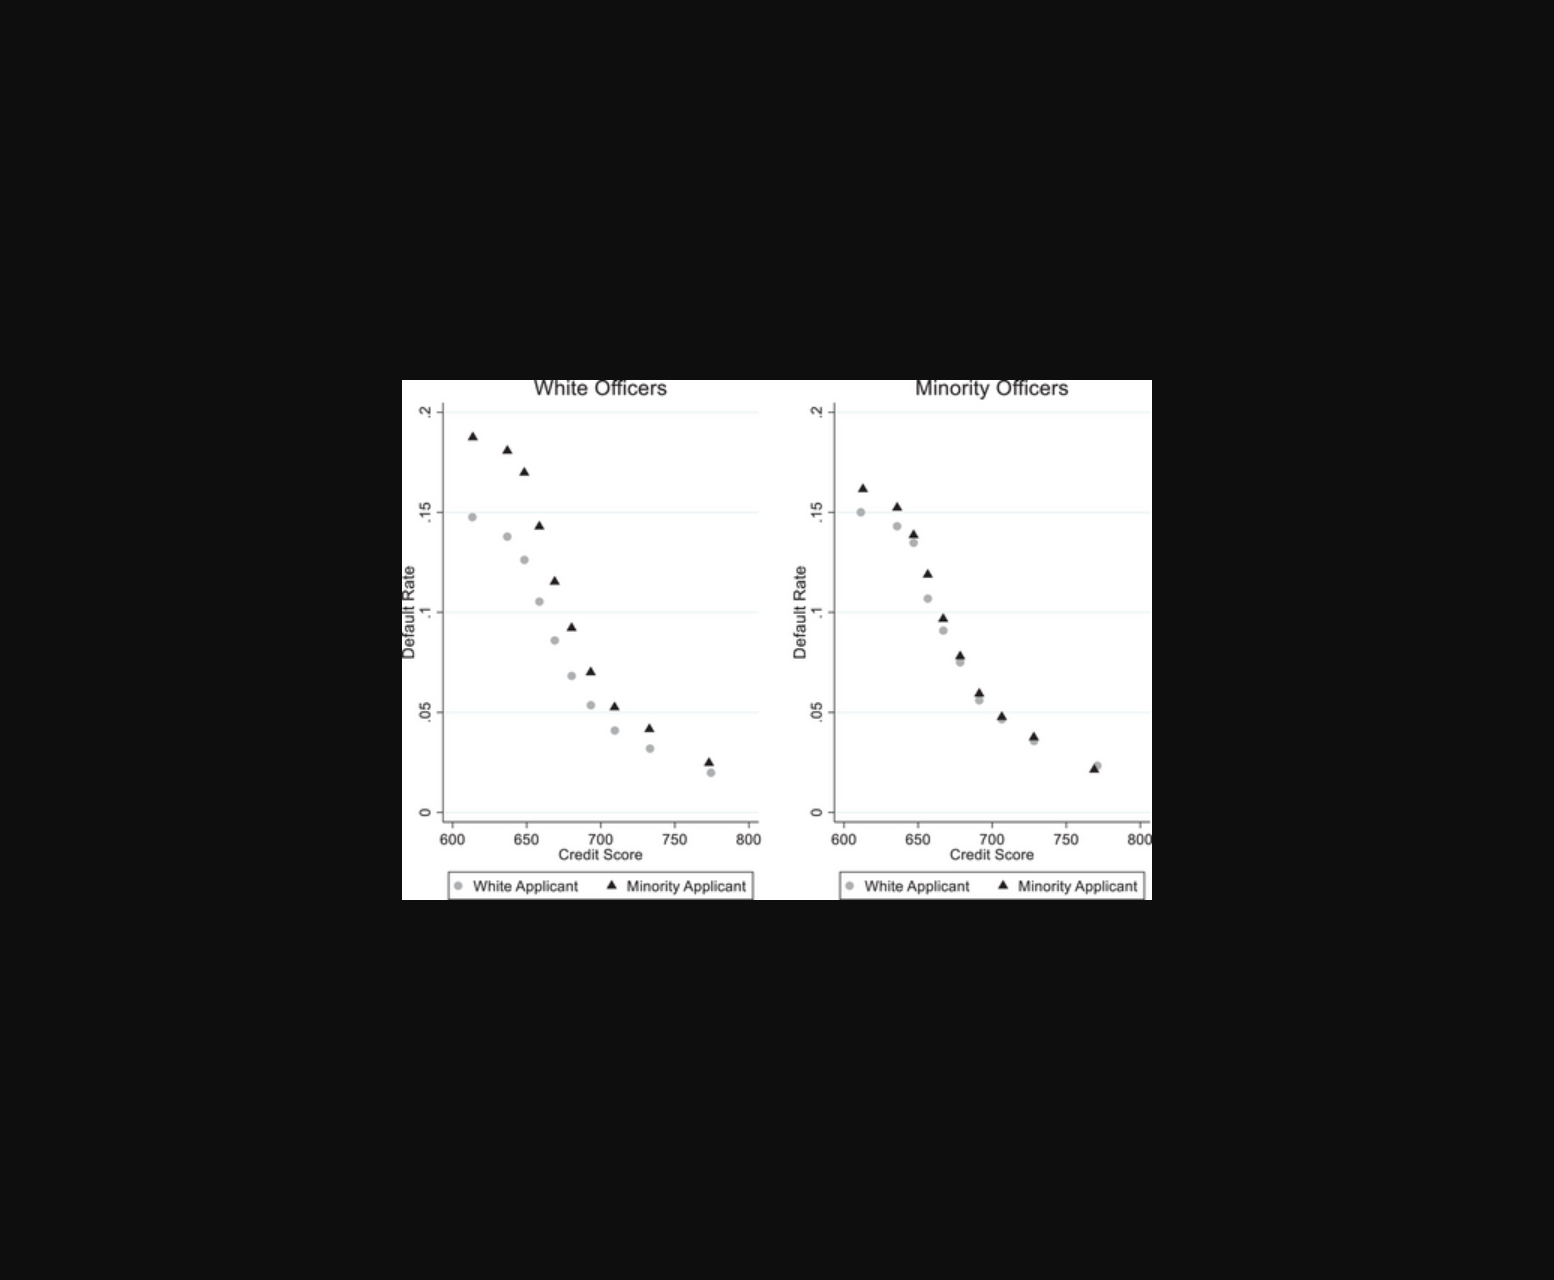 White Officers
.2
.15
.1
.05
0
Default Rate
600 650 700 750 800
Credit Score
White Applicant Minority Applicant
Minority Officers
.2
.15
.1
.05
0
Default Rate
600 650 700 750 800
Credit Score
White Applicant Minority Applicant